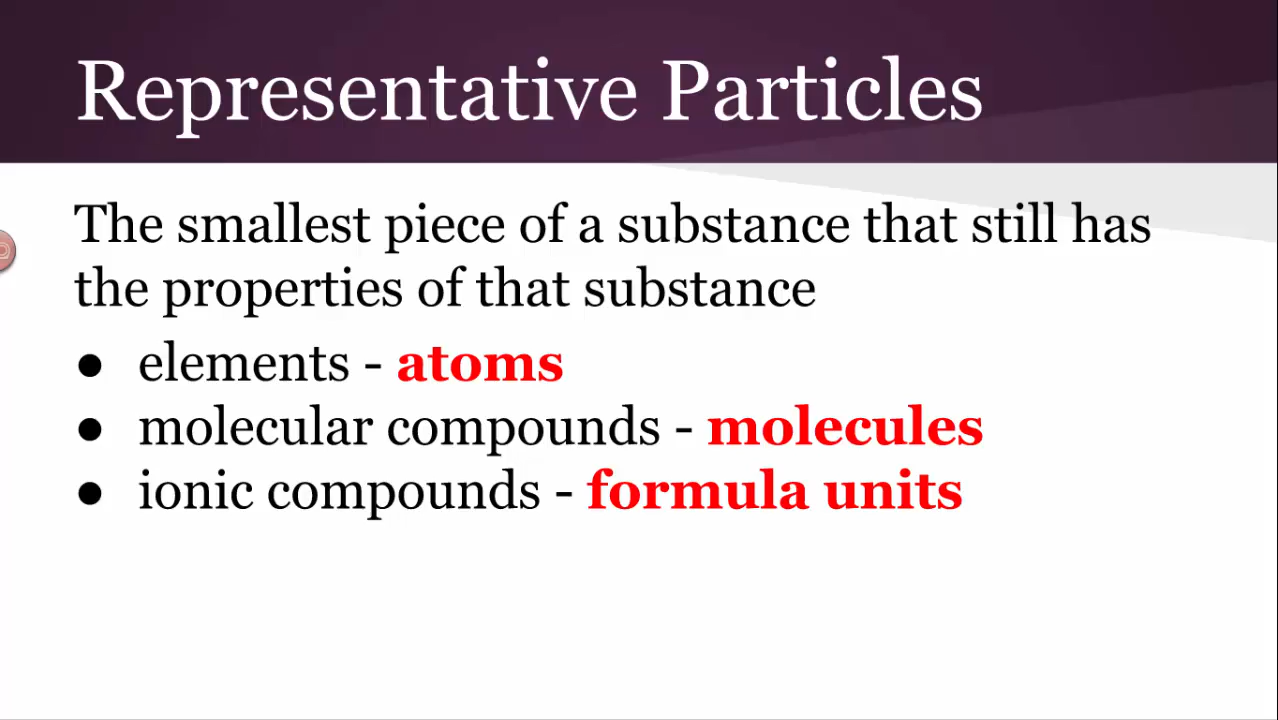 Representative Particles
The smallest piece of a substance that still has
the properties of that substance
● elements - atoms
● molecular compounds - molecules
● ionic compounds - formula units